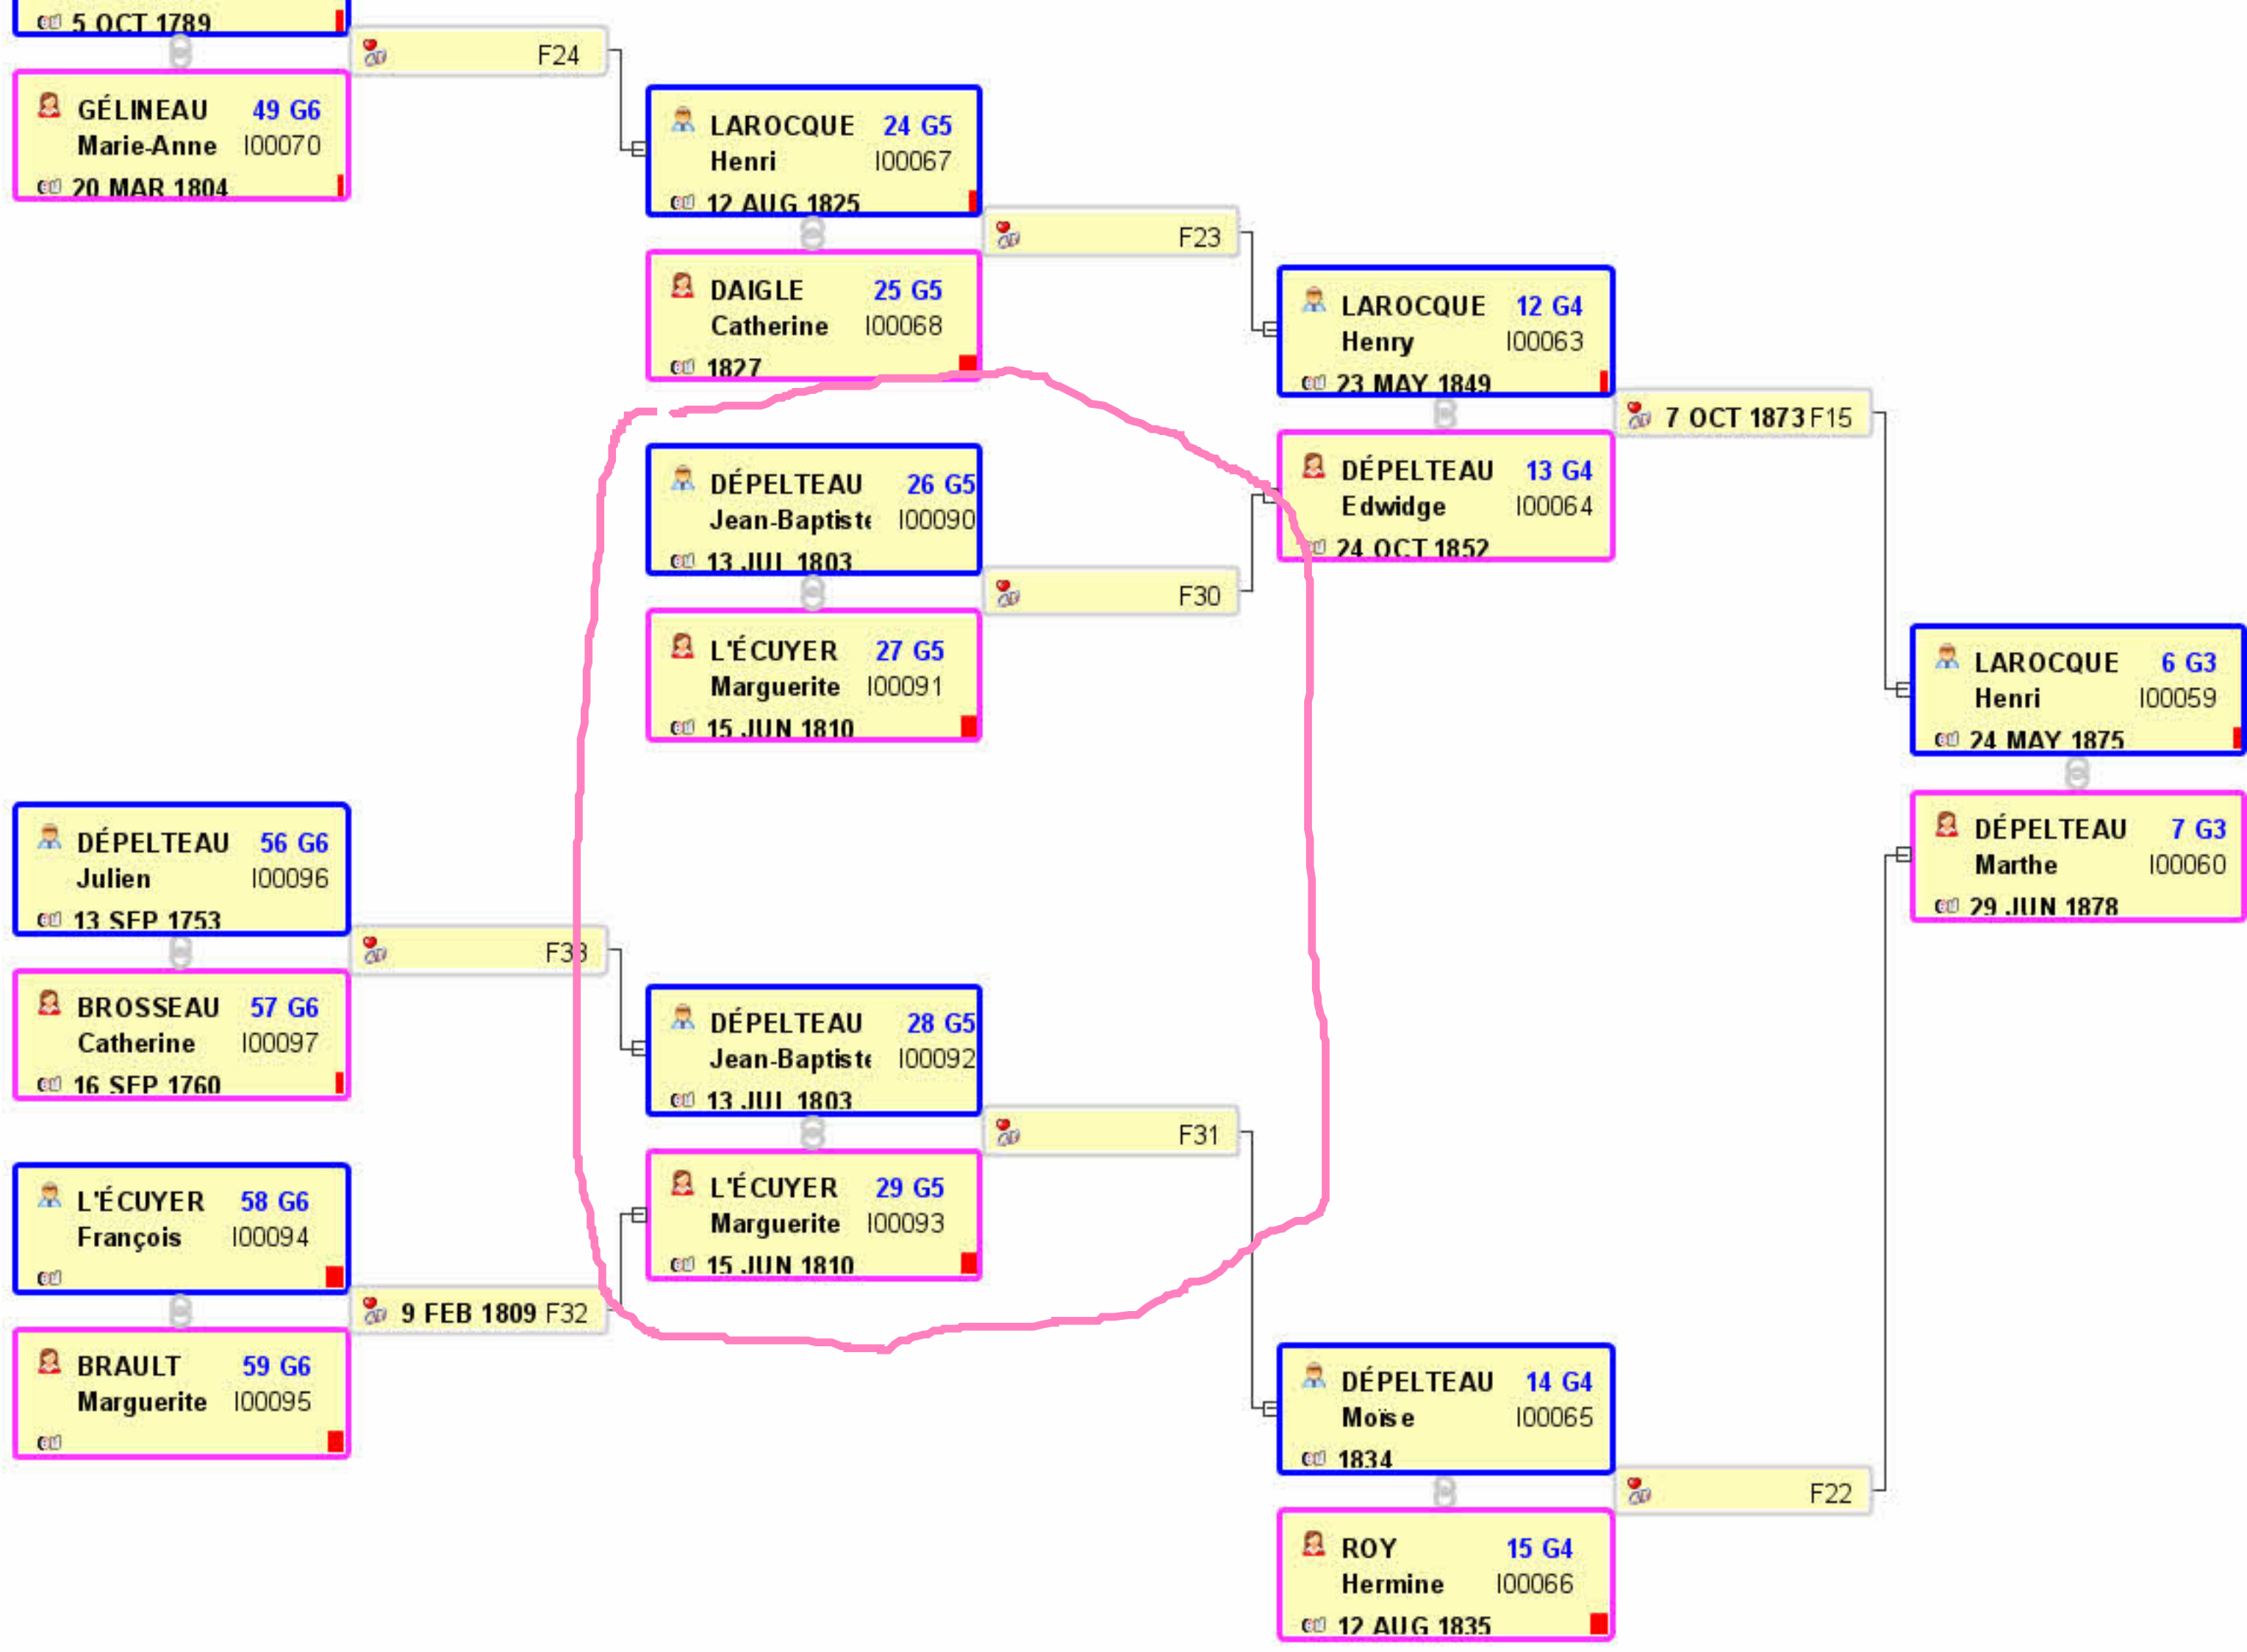 5 OCT 1789
F24
GÉLINEAU 49 G6
Marie-Anne I00070
20 MAR 1804
LAROCQUE 24 G5
Henri I00067
12 AUG 1825
F23
DAIGLE 25 G5
Catherine I00068
1827
LAROCQUE 12 G4
Henry I00063
23 MAY 1849
7 OCT 1873 F15
DÉPELTEAU 13 G4
Edwidge I00064
24 OCT 1852
DÉPELTEAU 26 G5
Jean-Baptiste I00090
13 JUL 1803
F30
L'ÉCUYER 27 G5
Marguerite I00091
15 JUN 1810
LAROCQUE 6 G3
Henri I00059
24 MAY 1875
DÉPELTEAU 7 G3
Marthe I00060
29 JUN 1878
DÉPELTEAU 56 G6
Julien I00096
13 SEP 1753
F33
BROSSEAU 57 G6
Catherine I00097
16 SEP 1760
DÉPELTEAU 28 G5
Jean-Baptiste I00092
13 JUL 1803
F31
L'ÉCUYER 29 G5
Marguerite I00093
15 JUN 1810
L'ÉCUYER 58 G6
François I00094
9 FEB 1809 F32
BRAULT 59 G6
Marguerite I00095
DÉPELTEAU 14 G4
Moïse I00065
1834
F22
ROY 15 G4
Hermine I00066
12 AUG 1835